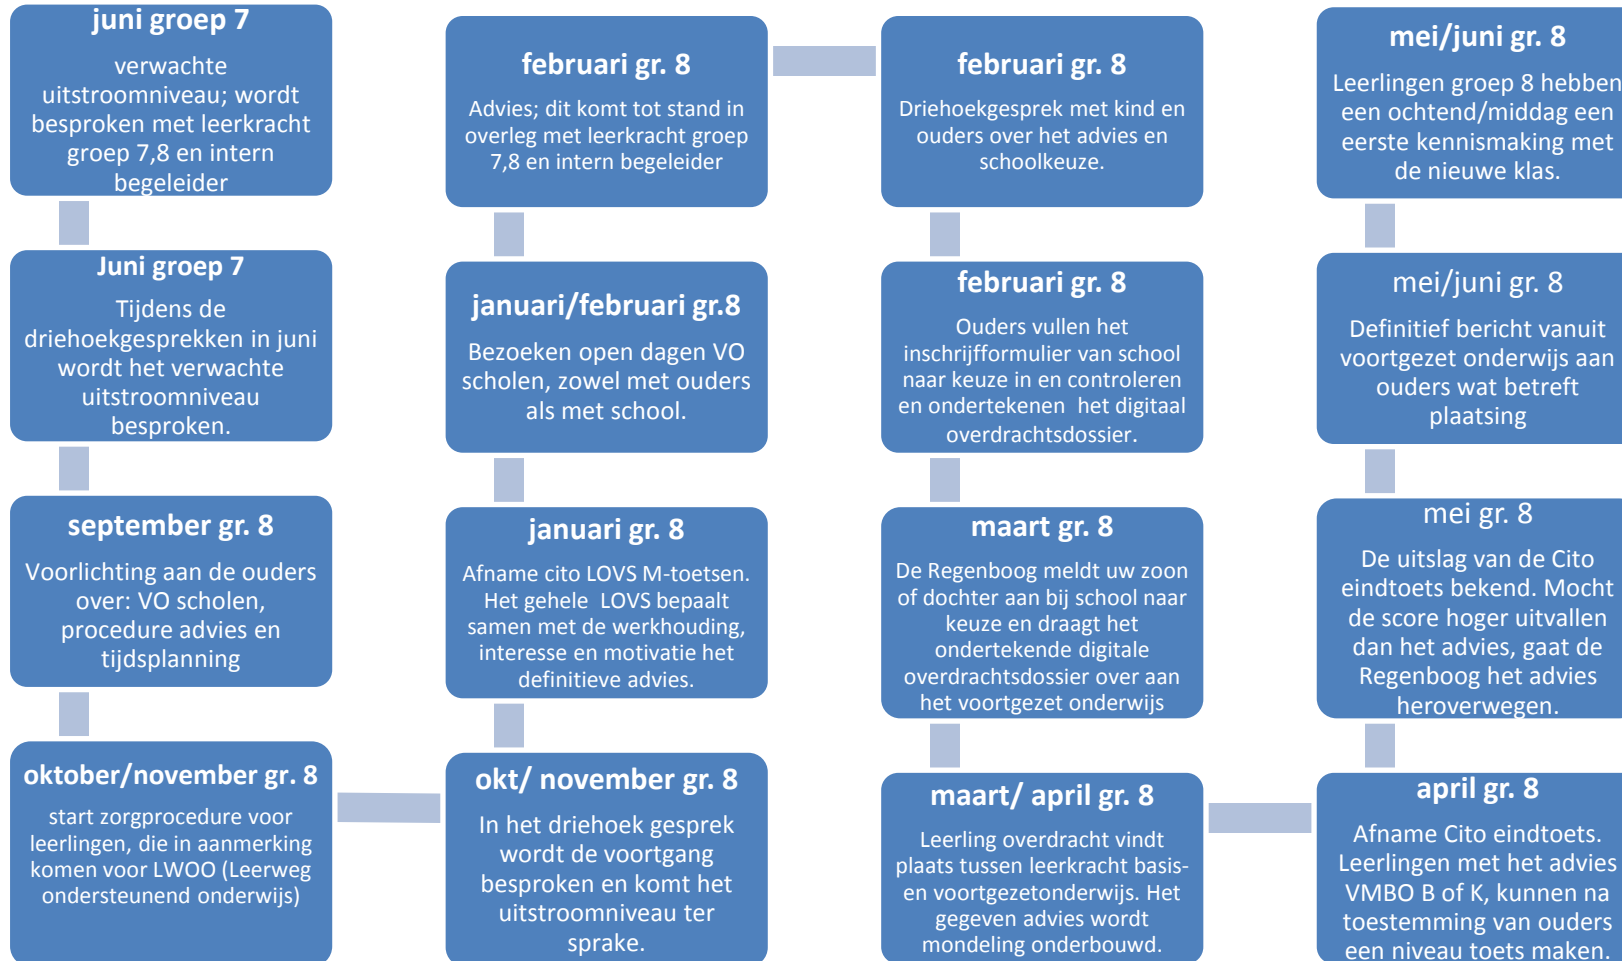 juni groep 7
verwachte
uitstroomniveau; wordt
besproken met leerkracht
groep 7,8 en intern
begeleider
Juni groep 7
Tijdens de
driehoekgesprekken in juni
wordt het verwachte
uitstroomniveau
besproken.
september gr. 8
Voorlichting aan de ouders
over: VO scholen,
procedure advies en
tijdsplanning
oktober/november gr. 8
start zorgprocedure voor
leerlingen, die in aanmerking
komen voor LWOO (Leerweg
ondersteunend onderwijs)
okt/ november gr. 8
In het driehoek gesprek
wordt de voortgang
besproken en komt het
uitstroomniveau ter
sprake.
januari gr. 8
Afname cito LOVS M-toetsen.
Het gehele LOVS bepaalt
samen met de werkhouding,
interesse en motivatie het
definitieve advies.
januari/februari gr.8
Bezoeken open dagen VO
scholen, zowel met ouders
als met school.
februari gr. 8
Advies; dit komt tot stand in
overleg met leerkracht groep
7,8 en intern begeleider
februari gr. 8
Driehoekgesprek met kind en
ouders over het advies en
schoolkeuze.
februari gr. 8
Ouders vullen het
inschrijfformulier van school
naar keuze in en controleren
en ondertekenen het digitaal
overdrachtsdossier.
maart gr. 8
De Regenboog meldt uw zoon
of dochter aan bij school naar
keuze en draagt het
ondertekende digitale
overdrachtsdossier over aan
het voortgezet onderwijs
maart/ april gr. 8
Leerling overdracht vindt
plaats tussen leerkracht basis-
en voortgezetonderwijs. Het
gegeven advies wordt
mondeling onderbouwd.
april gr. 8
Afname Cito eindtoets.
Leerlingen met het advies
VMBO B of K, kunnen na
toestemming van ouders
een niveau toets maken.
mei gr. 8
De uitslag van de Cito
eindtoets bekend. Mocht
de score hoger uitvallen
dan het advies, gaat de
Regenboog het advies
heroverwegen.
mei/juni gr. 8
Definitief bericht vanuit
voortgezet onderwijs aan
ouders wat betreft
plaatsing
mei/juni gr. 8
Leerlingen groep 8 hebben
een ochtend/middag een
eerste kennismaking met
de nieuwe klas.